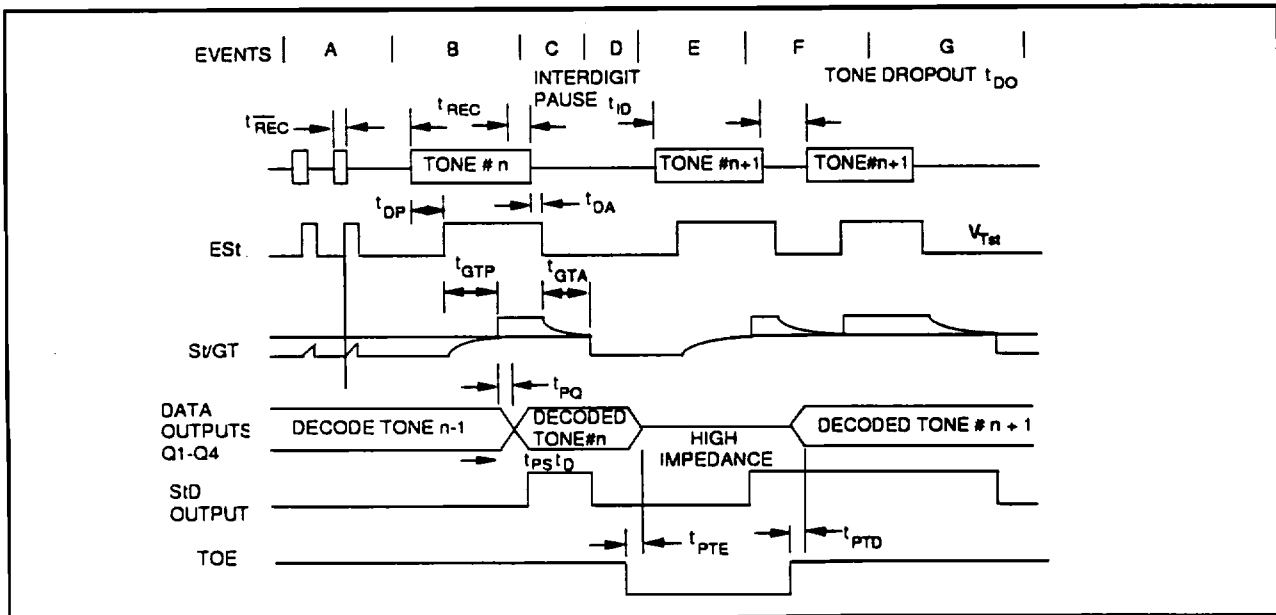 EVENTS | A | B | C | D | E | F | G |
INTERDIGIT
PAUSE tID
TONE DROPOUT tDO
tREC
tREC
TONE # n
TONE #n+1
TONE#n+1
tDP
tDA
ESt
VTst
tGTP
tGTA
St/GT
tPQ
DATA
OUTPUTS
Q1-Q4
DECODE TONE n-1
DECODED
TONE#n
HIGH
IMPEDANCE
DECODED TONE # n + 1
tPStD
StD
OUTPUT
tPTE
tPTD
TOE